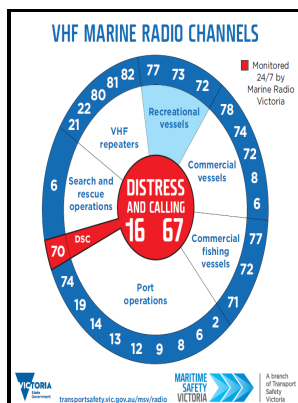 VHF MARINE RADIO CHANNELS
Monitored
24/7 by
Marine Radio
Victoria
77
73
72
Recreational
vessels
78
74
72
8
6
Commercial
vessels
77
72
71
Commercial
fishing
vessels
2
6
8
9
12
13
14
19
74
Port
operations
70
DSC
6
Search and
rescue
operations
21
22
80
81
82
VHF
repeaters
DISTRESS
AND CALLING
16 67
VICTORIA
State
Government
transportsafety.vic.gov.au/msv/radio
MARITIME
SAFETY
VICTORIA
A branch
of Transport
Safety
Victoria